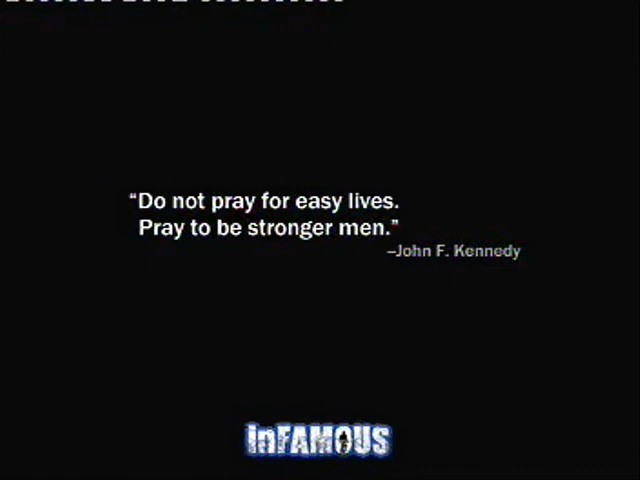 “Do not pray for easy lives.
Pray to be stronger men.”
–John F. Kennedy
inFAMOUS